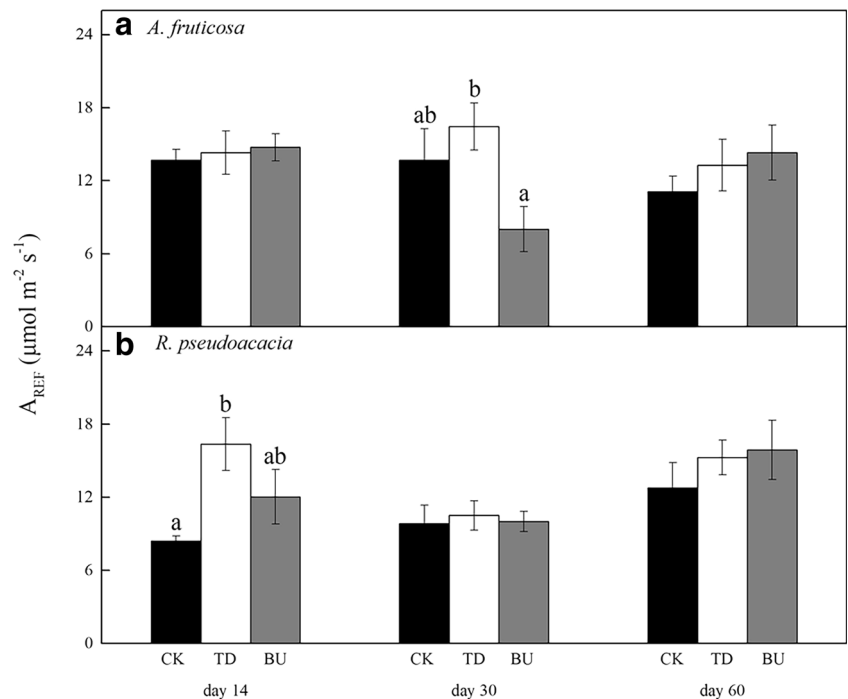 a A. fruticosa
24
18
12
6
0
ab
b
a
b R. pseudoacacia
24
18
12
6
0
a
b
ab
A_REF (μmol m⁻² s⁻¹)
CK TD BU CK TD BU CK TD BU
day 14 day 30 day 60